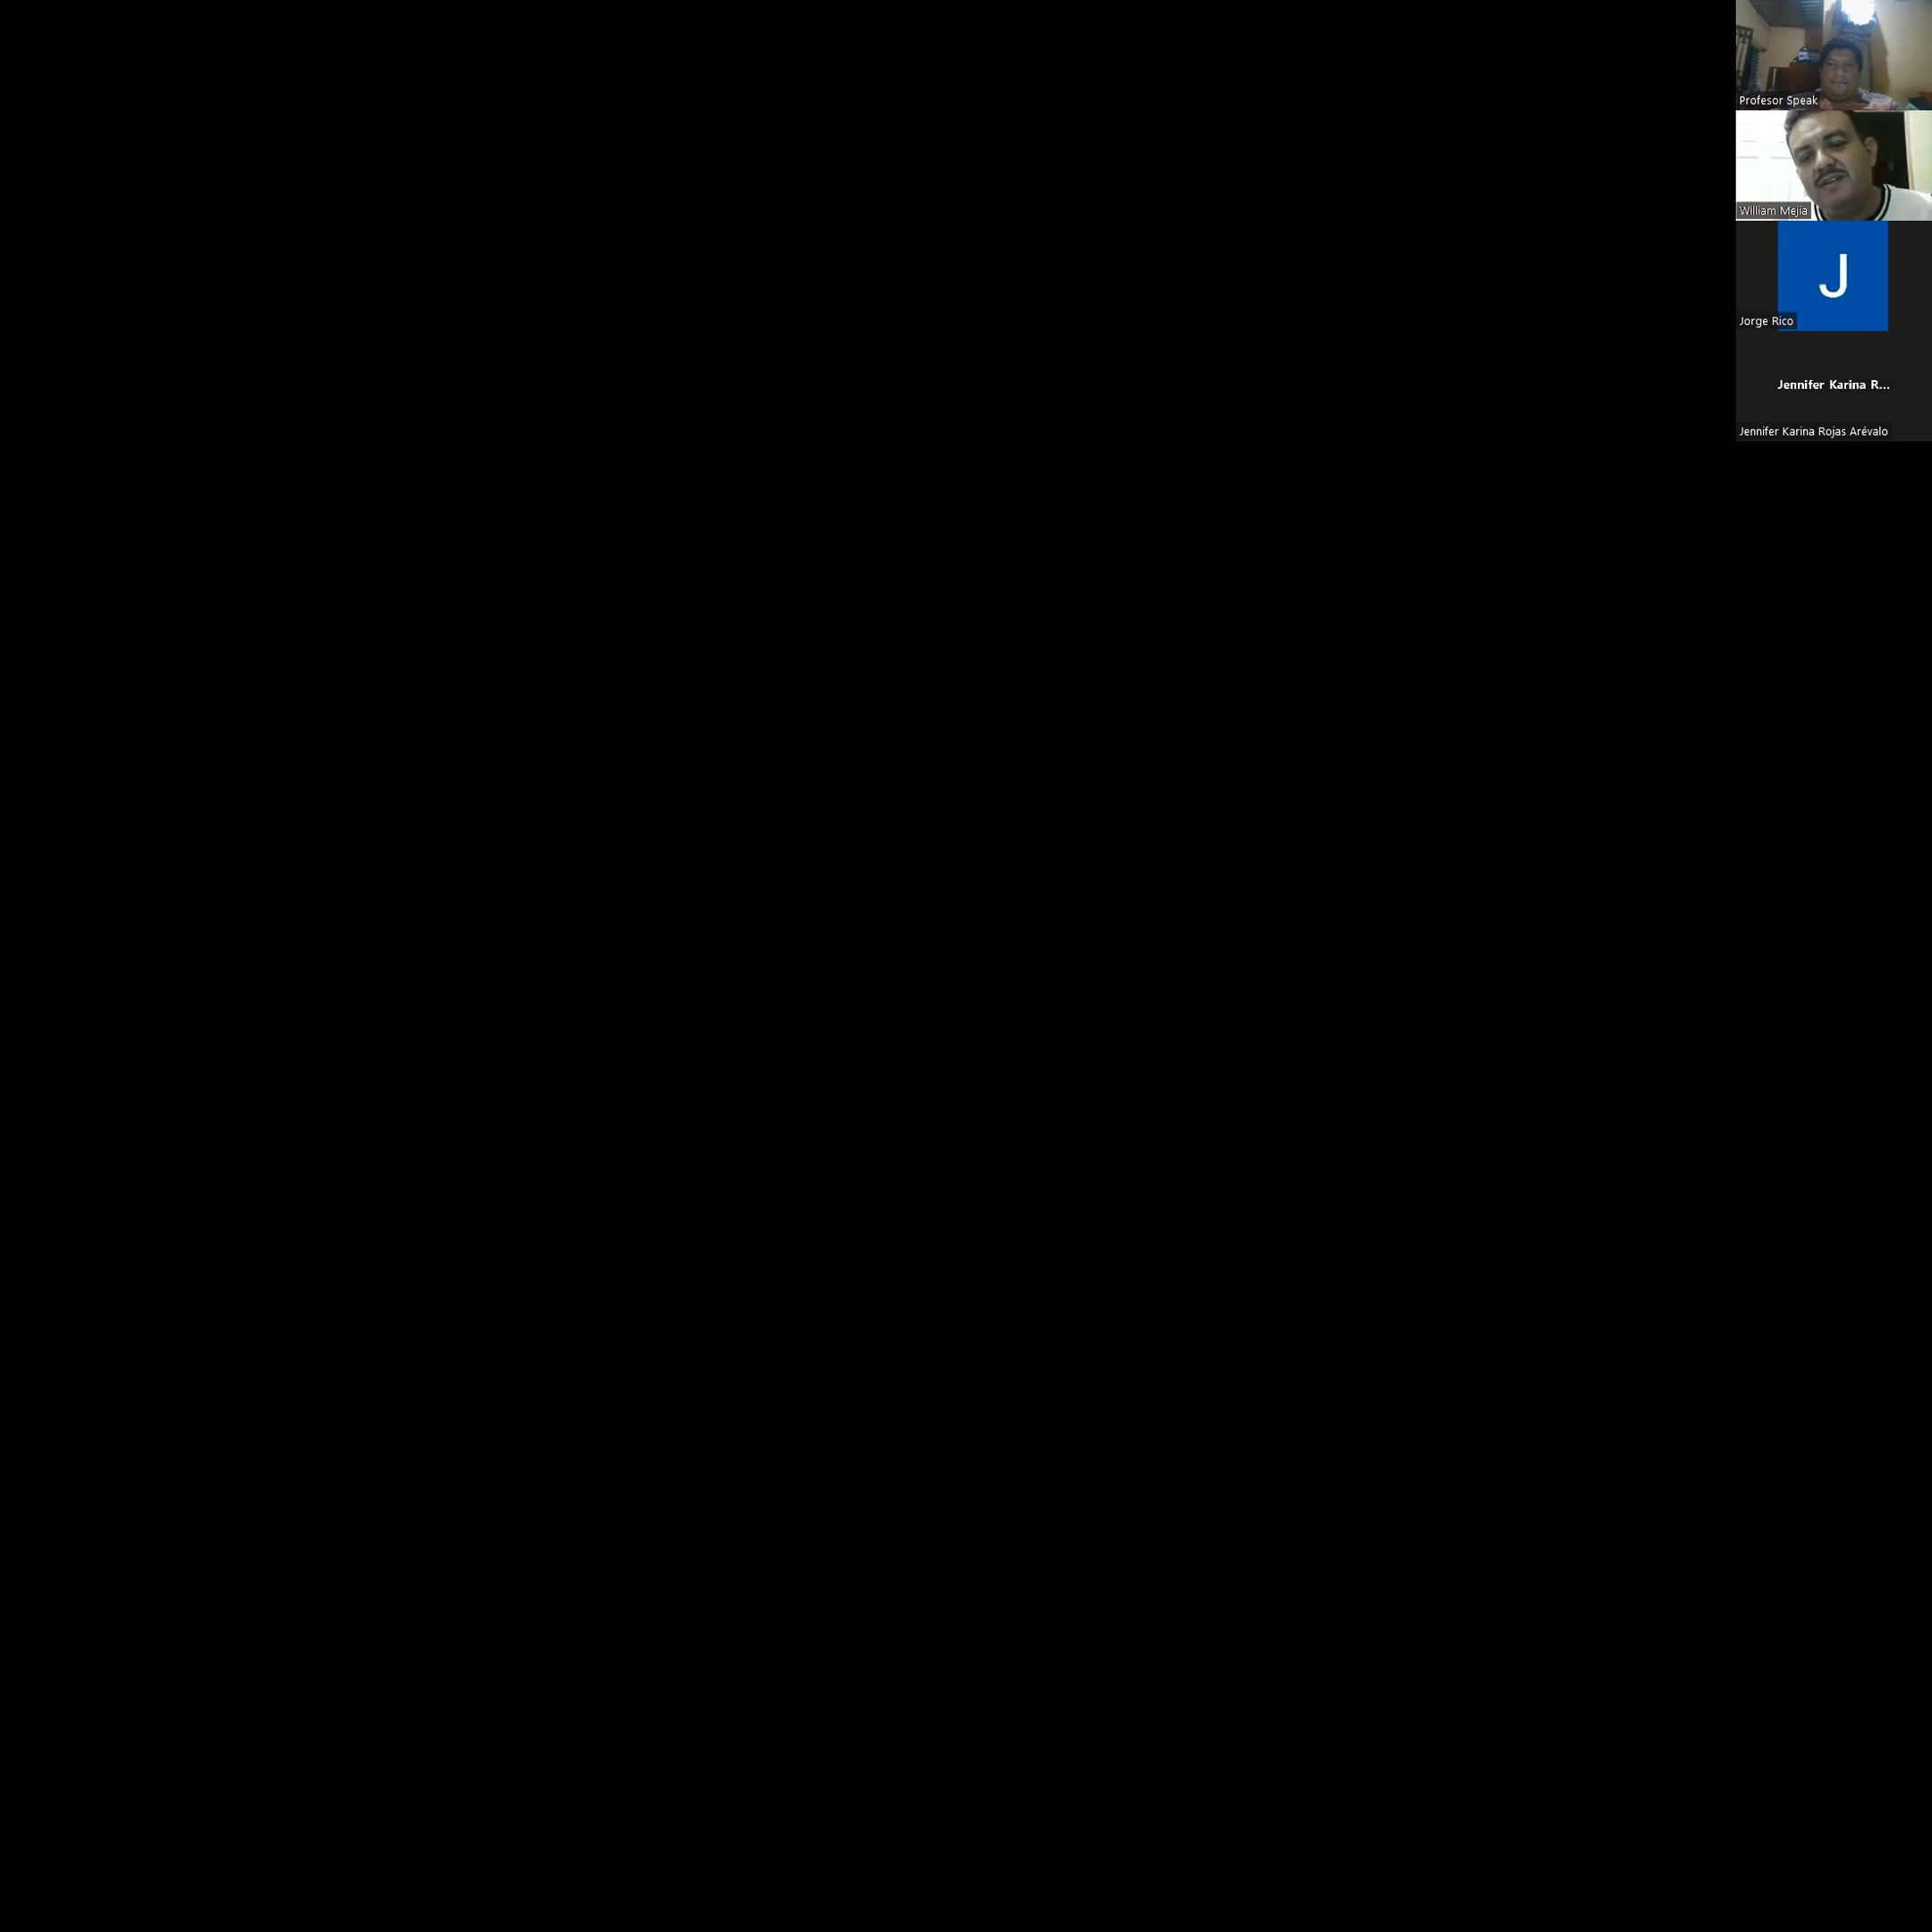 Profesor Speak
William Mejia
J
Jorge Rico
Jennifer Karina R...
Jennifer Karina Rojas Arévalo